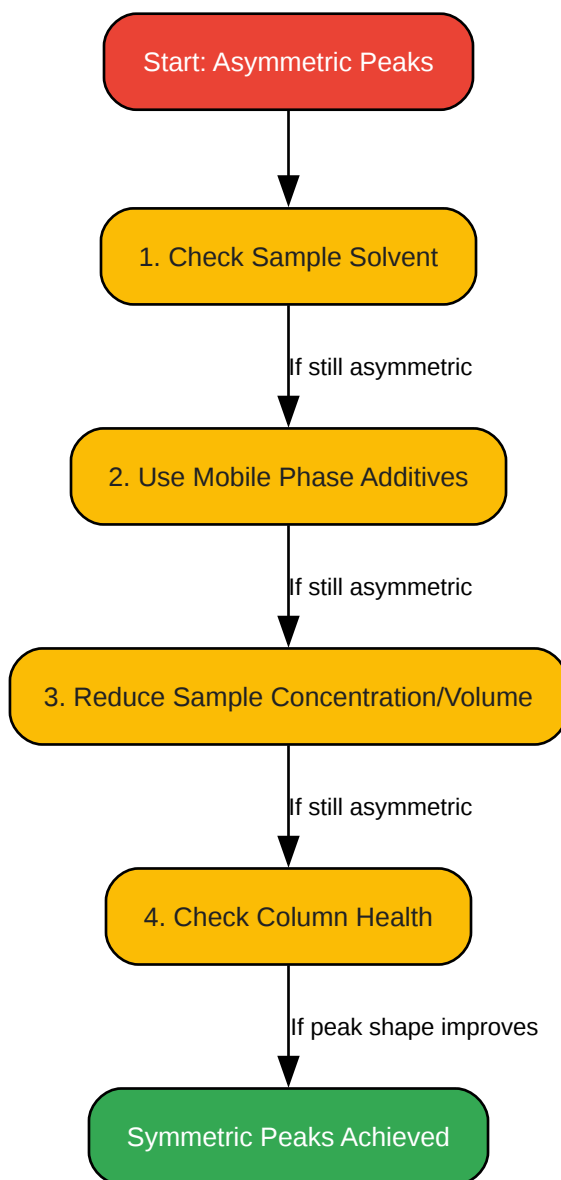 Start: Asymmetric Peaks
1. Check Sample Solvent
If still asymmetric
2. Use Mobile Phase Additives
If still asymmetric
3. Reduce Sample Concentration/Volume
If still asymmetric
4. Check Column Health
If peak shape improves
Symmetric Peaks Achieved